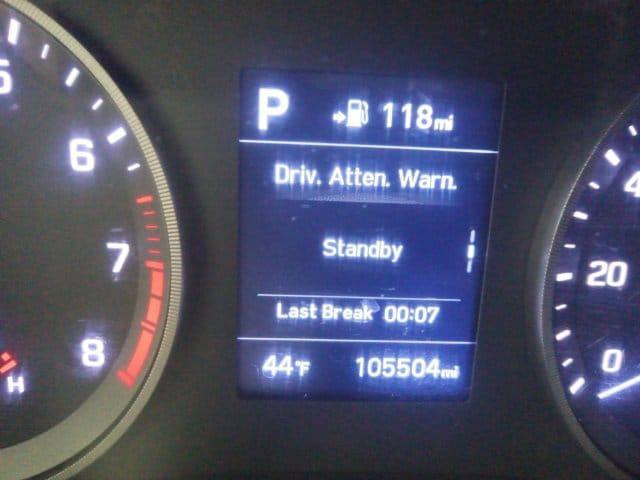 P 118mi
Driv. Atten. Warn.
Standby
Last Break 00:07
44°F 105504mi
5
6
7
8
H
4
20
0